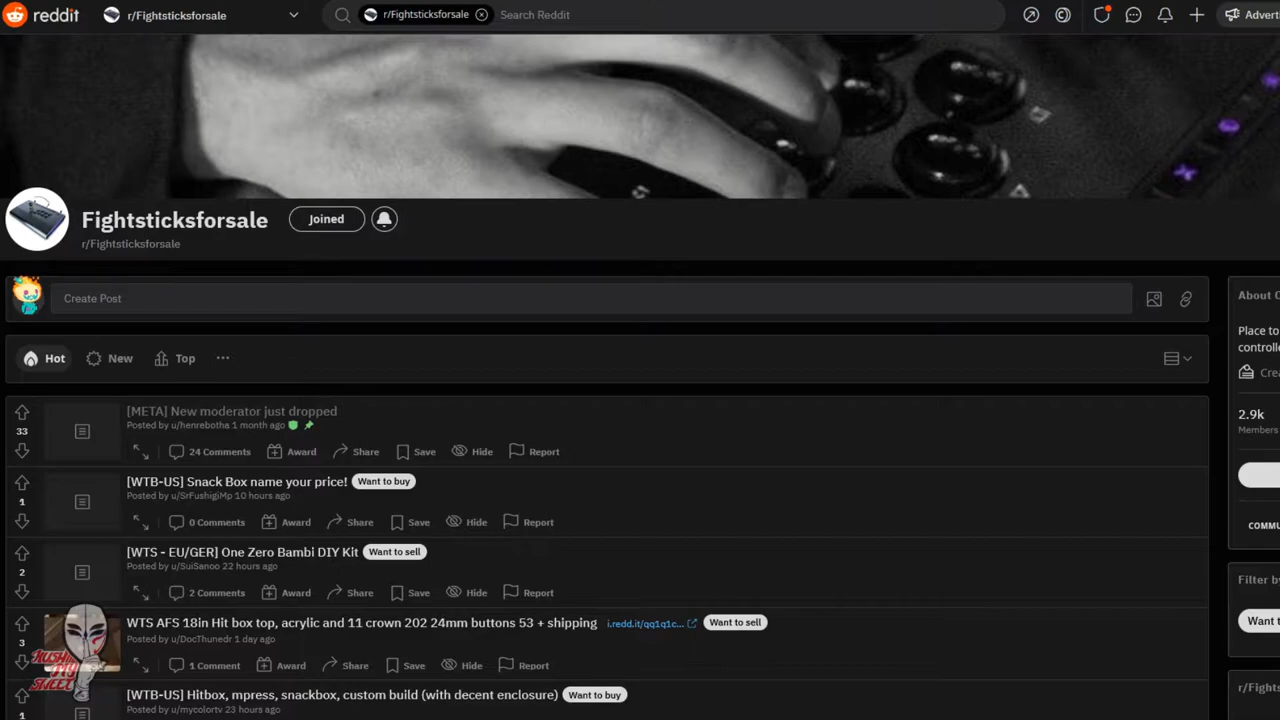 reddit r/Fightsticksforsale r/Fightsticksforsale Search Reddit Advert
Fightsticksforsale Joined
r/Fightsticksforsale
Create Post
Hot New Top
33
[META] New moderator just dropped
Posted by u/henrebotha 1 month ago
24 Comments Award Share Save Hide Report
1
[WTB-US] Snack Box name your price! Want to buy
Posted by u/SrFushigiMp 10 hours ago
0 Comments Award Share Save Hide Report
2
[WTS - EU/GER] One Zero Bambi DIY Kit Want to sell
Posted by u/SuiSanoo 22 hours ago
2 Comments Award Share Save Hide Report
3
WTS AFS 18in Hit box top, acrylic and 11 crown 202 24mm buttons 53 + shipping i.redd.it/qq1q1c... Want to sell
Posted by u/DocThunedr 1 day ago
1 Comment Award Share Save Hide Report
1
[WTB-US] Hitbox, mpress, snackbox, custom build (with decent enclosure) Want to buy
Posted by u/mycolortv 23 hours ago
About C
Place to
controlle
Crea
2.9k
Members
COMMU
Filter by
Want t
r/Fights
HUSHIN
MY
SWEET